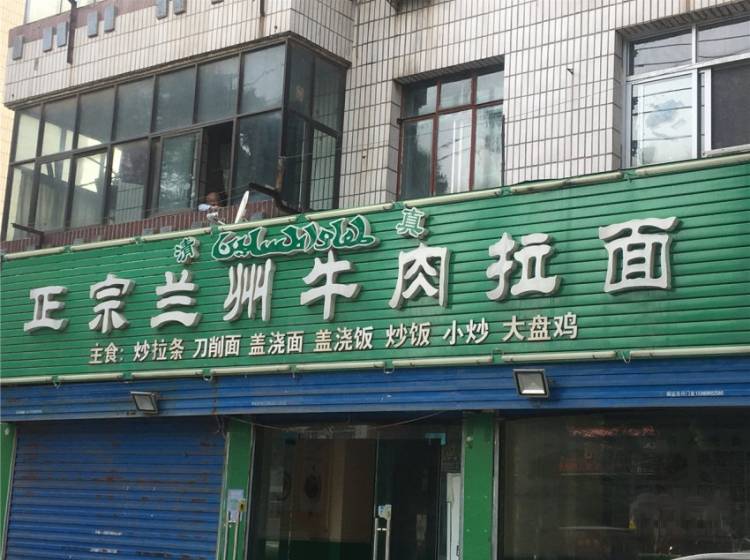 清 真
正宗兰州牛肉拉面
主食：炒拉条 刀削面 盖浇面 盖浇饭 炒饭 小炒 大盘鸡